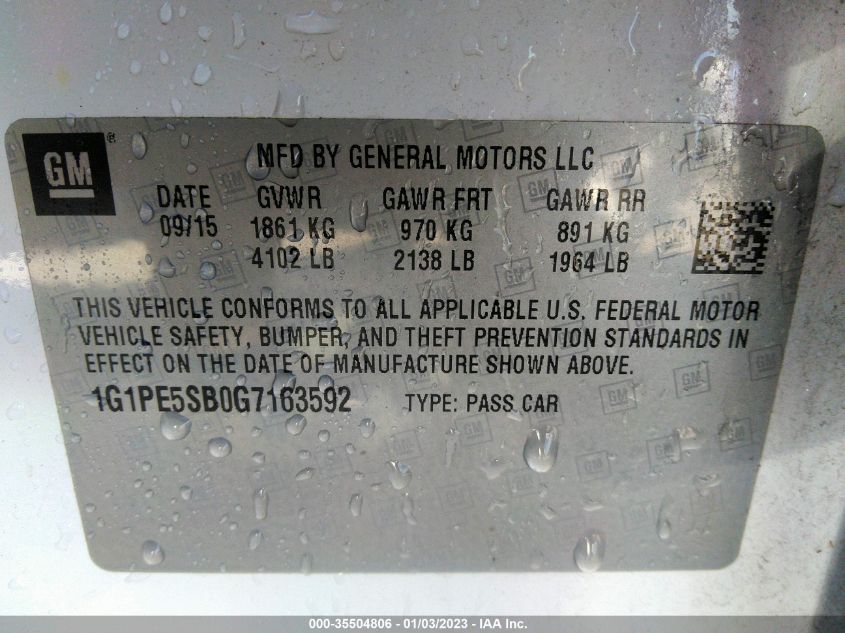 GM ®
MFD BY GENERAL MOTORS LLC
DATE GVWR GAWR FRT GAWR RR
09/15 1861 KG 970 KG 891 KG
4102 LB 2138 LB 1964 LB
THIS VEHICLE CONFORMS TO ALL APPLICABLE U.S. FEDERAL MOTOR
VEHICLE SAFETY, BUMPER, AND THEFT PREVENTION STANDARDS IN
EFFECT ON THE DATE OF MANUFACTURE SHOWN ABOVE.
1G1PE5SB0G7163592 TYPE: PASS CAR
000-35504806 - 01/03/2023 - IAA Inc.